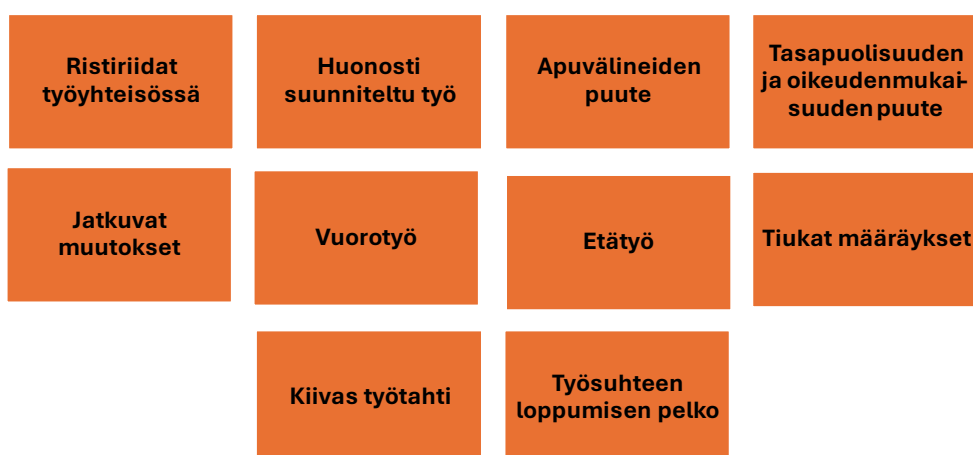 Ristiriidat
työyhteisössä
Huonosti
suunniteltu työ
Apuvälineiden
puute
Tasapuolisuuden
ja oikeudenmukai-
suuden puute
Jatkuvat
muutokset
Vuorotyö
Etätyö
Tiukat määräykset
Kiivas työtahti
Työsuhteen
loppumisen pelko